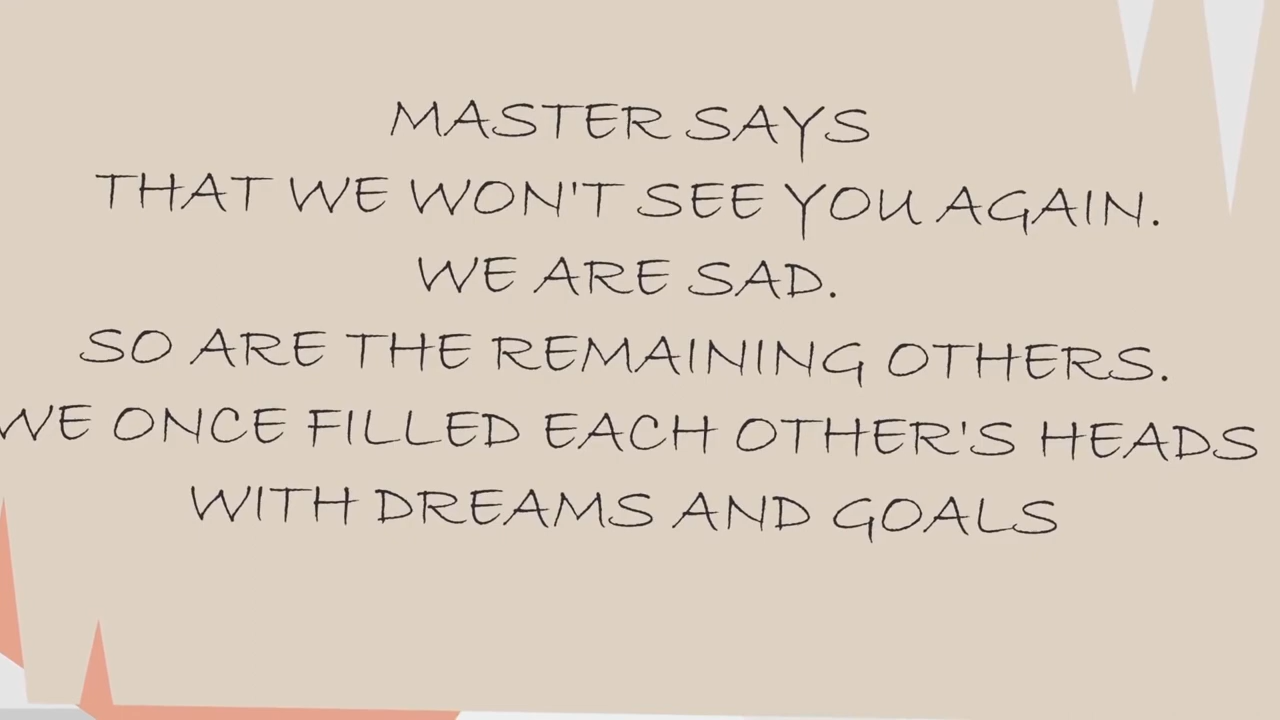 MASTER SAYS
THAT WE WON'T SEE YOU AGAIN.
WE ARE SAD.
SO ARE THE REMAINING OTHERS.
WE ONCE FILLED EACH OTHER'S HEADS
WITH DREAMS AND GOALS